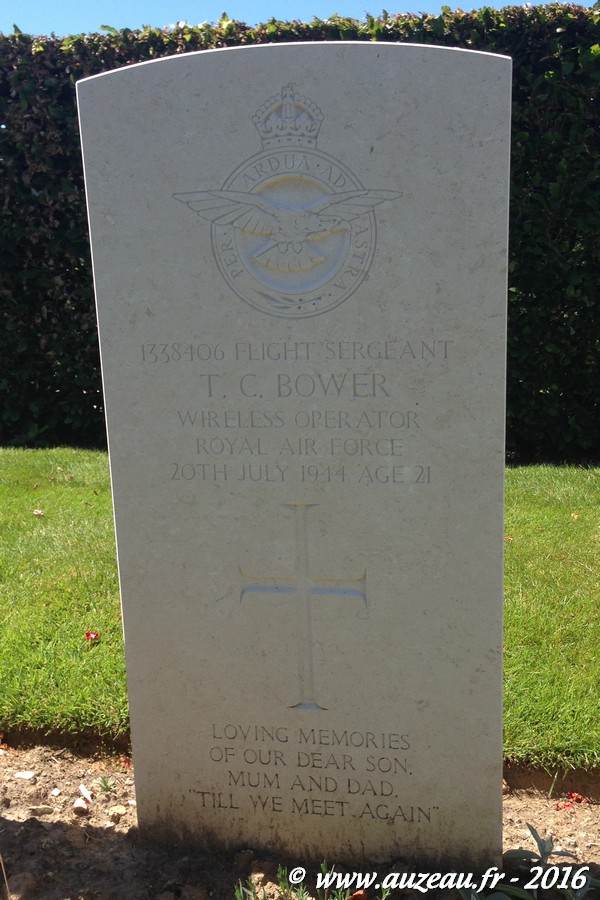 PER ARDUA AD ASTRA
1338406 FLIGHT SERGEANT
T. C. BOWER
WIRELESS OPERATOR
ROYAL AIR FORCE
20TH JULY 1944 AGE 21
LOVING MEMORIES
OF OUR DEAR SON.
MUM AND DAD.
"TILL WE MEET AGAIN"
© www.auzeau.fr - 2016 ®